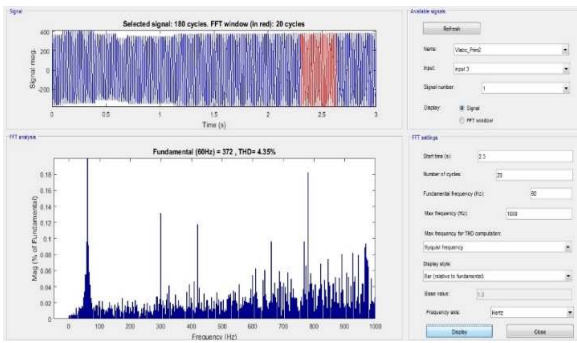 Signal
Selected signal: 180 cycles. FFT window (in red): 20 cycles
Signal mag.
400
200
0
-200
0 0.5 1 1.5 2 2.5 3
Time (s)
FFT analysis
Fundamental (60Hz) = 372 , THD= 4.35%
Mag (% of Fundamental)
0.18
0.16
0.14
0.12
0.1
0.08
0.06
0.04
0.02
0
0 100 200 300 400 500 600 700 800 900 1000
Frequency (Hz)
Available signals
Refresh
Name:
Input: input 3
Signal number: 1
Display: Signal
FFT window
FFT settings
Start time (s): 2.3
Number of cycles: 20
Fundamental frequency (Hz): 60
Max frequency (Hz): 1000
Max frequency for THD computation:
Nyquist frequency
Display style:
Bar (relative to fundamental)
Base value: 1.0
Frequency axis: Hertz
Display
Close